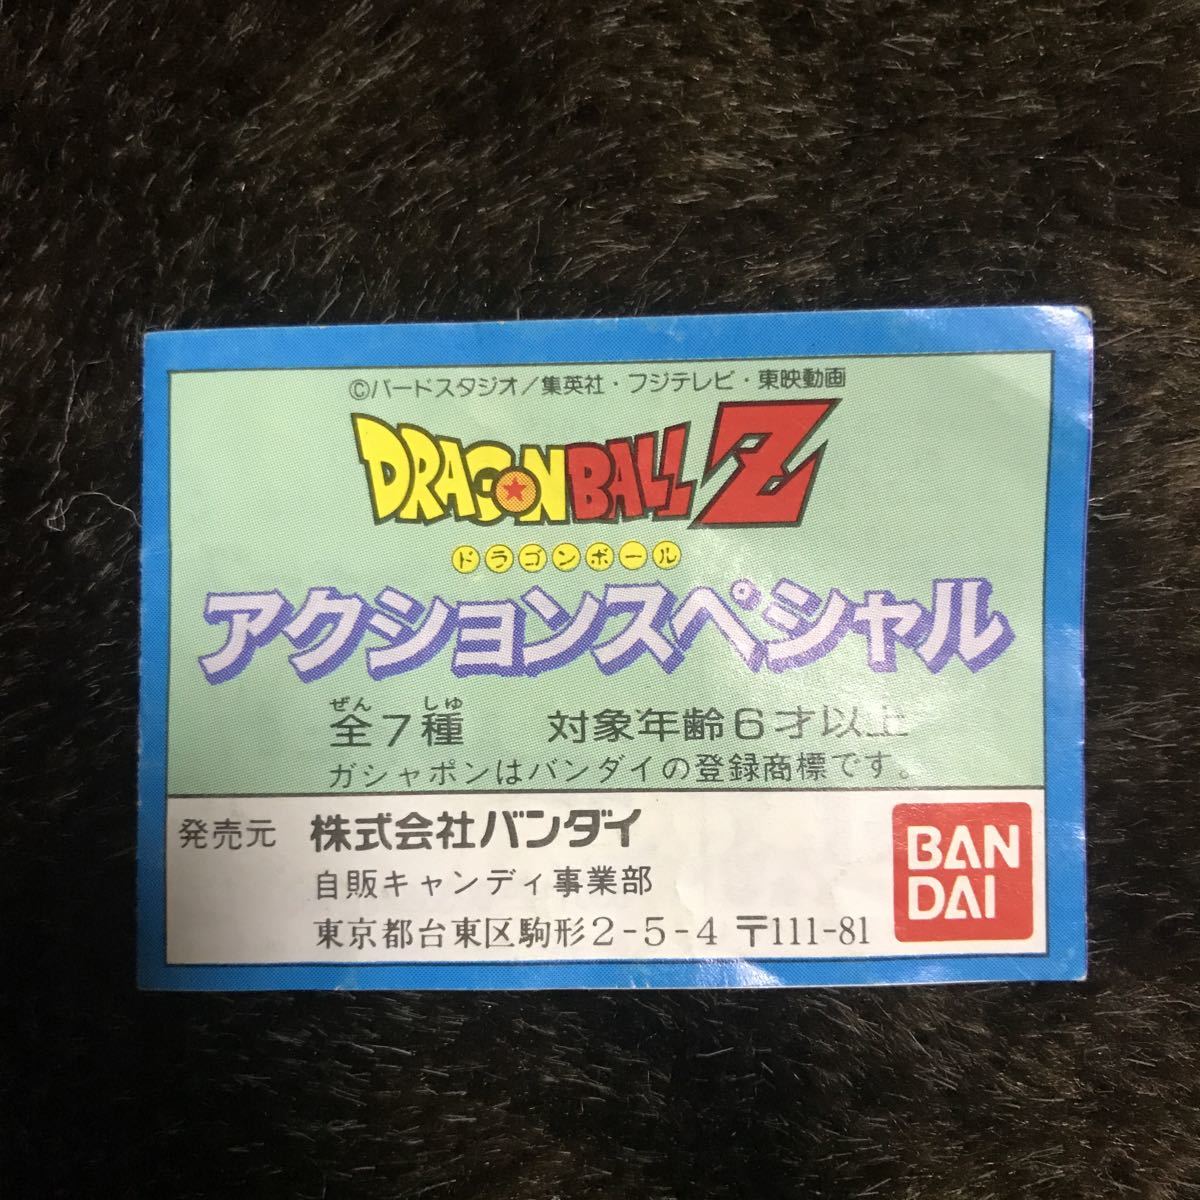 ©バードスタジオ/集英社・フジテレビ・東映動画
DRAGONBALL Z
ドラゴンボール
アクションスペシャル
ぜん しゅ
全7種 対象年齢6才以上
ガシャポンはバンダイの登録商標です。
発売元 株式会社バンダイ
自販キャンディ事業部
東京都台東区駒形2-5-4 〒111-81
BAN
DAI